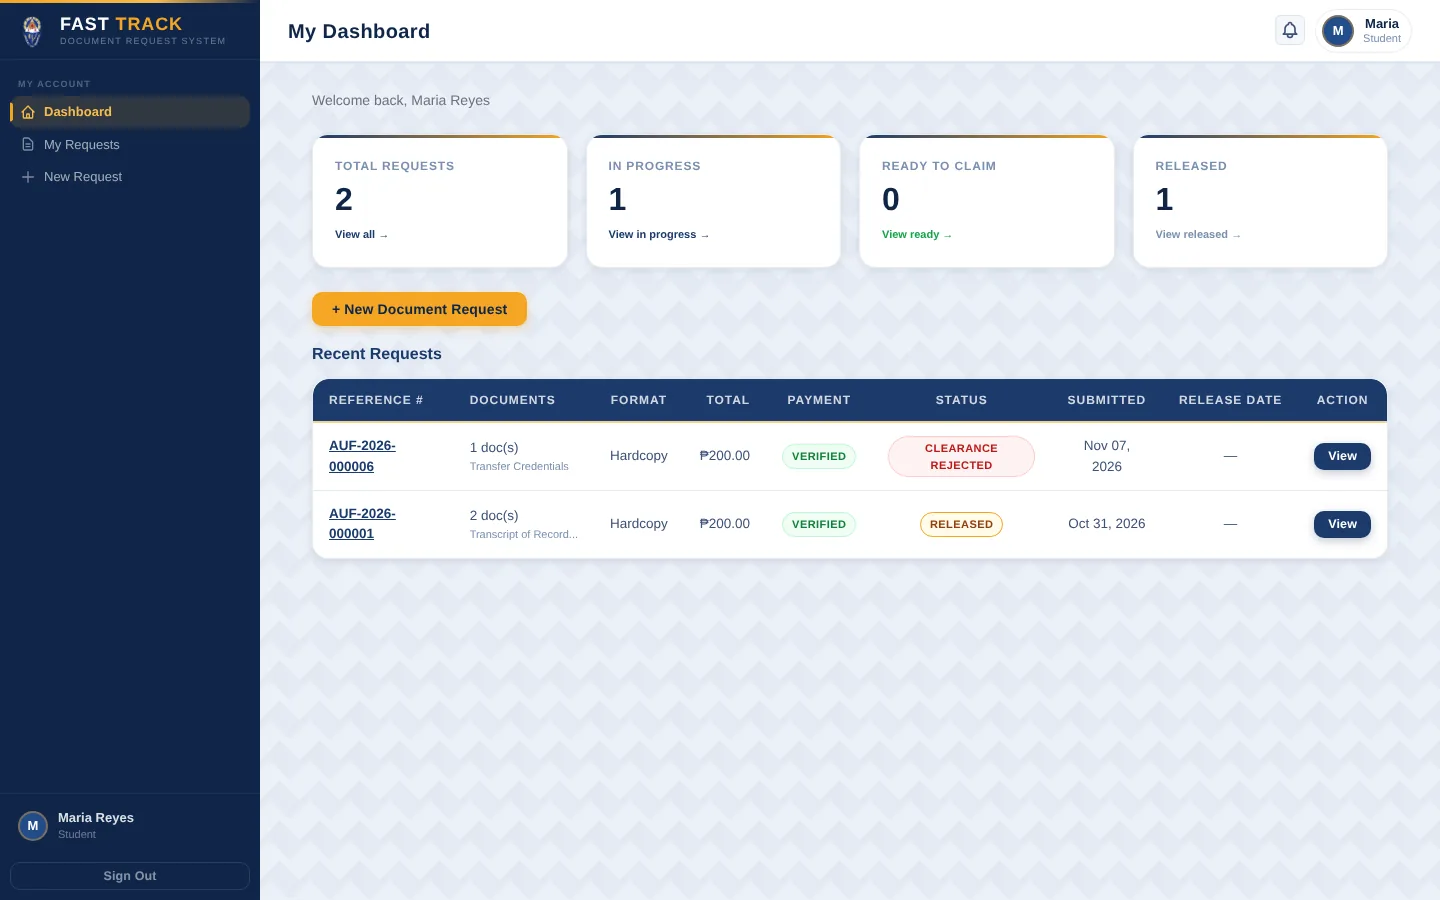 FAST TRACK
DOCUMENT REQUEST SYSTEM
MY ACCOUNT
Dashboard
My Requests
New Request
M
Maria Reyes
Student
Sign Out
My Dashboard
M
Maria
Student
Welcome back, Maria Reyes
TOTAL REQUESTS
2
View all →
IN PROGRESS
1
View in progress →
READY TO CLAIM
0
View ready →
RELEASED
1
View released →
+ New Document Request
Recent Requests
REFERENCE # DOCUMENTS FORMAT TOTAL PAYMENT STATUS SUBMITTED RELEASE DATE ACTION
AUF-2026-
000006
1 doc(s)
Transfer Credentials
Hardcopy
₱200.00
VERIFIED
CLEARANCE
REJECTED
Nov 07,
2026
—
View
AUF-2026-
000001
2 doc(s)
Transcript of Record...
Hardcopy
₱200.00
VERIFIED
RELEASED
Oct 31, 2026
—
View